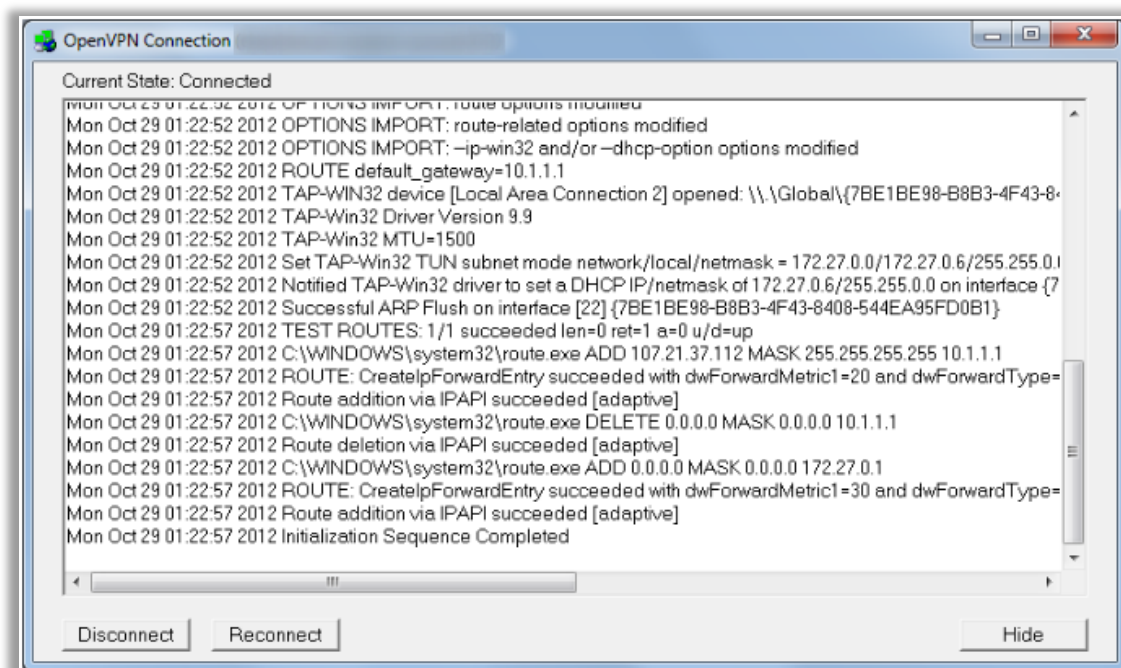 OpenVPN Connection
Current State: Connected
Mon Oct 29 01:22:52 2012 OPTIONS IMPORT: route options modified
Mon Oct 29 01:22:52 2012 OPTIONS IMPORT: route-related options modified
Mon Oct 29 01:22:52 2012 OPTIONS IMPORT: --ip-win32 and/or --dhcp-option options modified
Mon Oct 29 01:22:52 2012 ROUTE default_gateway=10.1.1.1
Mon Oct 29 01:22:52 2012 TAP-WIN32 device [Local Area Connection 2] opened: \\.\Global\{7BE1BE98-B8B3-4F43-84
Mon Oct 29 01:22:52 2012 TAP-Win32 Driver Version 9.9
Mon Oct 29 01:22:52 2012 TAP-Win32 MTU=1500
Mon Oct 29 01:22:52 2012 Set TAP-Win32 TUN subnet mode network/local/netmask = 172.27.0.0/172.27.0.6/255.255.0.
Mon Oct 29 01:22:52 2012 Notified TAP-Win32 driver to set a DHCP IP/netmask of 172.27.0.6/255.255.0.0 on interface {7
Mon Oct 29 01:22:52 2012 Successful ARP Flush on interface [22] {7BE1BE98-B8B3-4F43-8408-544EA95FD0B1}
Mon Oct 29 01:22:57 2012 TEST ROUTES: 1/1 succeeded len=0 ret=1 a=0 u/d=up
Mon Oct 29 01:22:57 2012 C:\WINDOWS\system32\route.exe ADD 107.21.37.112 MASK 255.255.255.255 10.1.1.1
Mon Oct 29 01:22:57 2012 ROUTE: CreateIpForwardEntry succeeded with dwForwardMetric1=20 and dwForwardType=
Mon Oct 29 01:22:57 2012 Route addition via IPAPI succeeded [adaptive]
Mon Oct 29 01:22:57 2012 C:\WINDOWS\system32\route.exe DELETE 0.0.0.0 MASK 0.0.0.0 10.1.1.1
Mon Oct 29 01:22:57 2012 Route deletion via IPAPI succeeded [adaptive]
Mon Oct 29 01:22:57 2012 C:\WINDOWS\system32\route.exe ADD 0.0.0.0 MASK 0.0.0.0 172.27.0.1
Mon Oct 29 01:22:57 2012 ROUTE: CreateIpForwardEntry succeeded with dwForwardMetric1=30 and dwForwardType=
Mon Oct 29 01:22:57 2012 Route addition via IPAPI succeeded [adaptive]
Mon Oct 29 01:22:57 2012 Initialization Sequence Completed
Disconnect
Reconnect
Hide